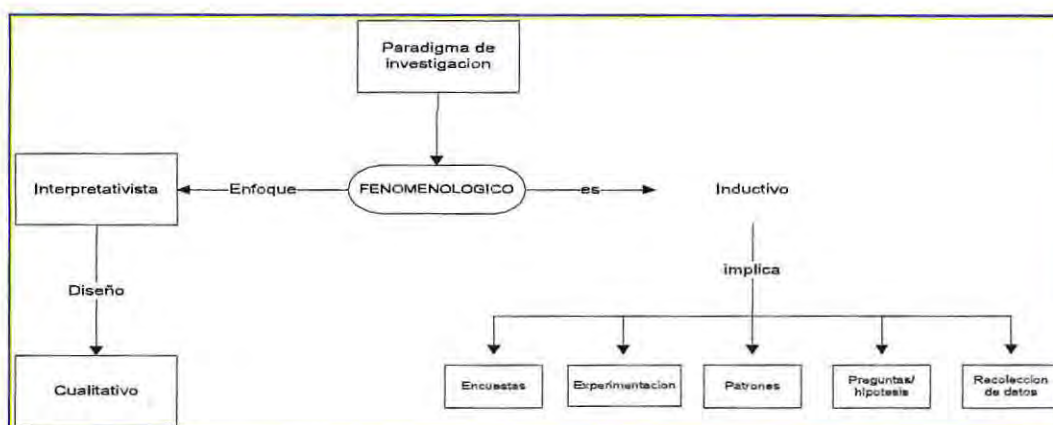 Paradigma de
investigacion
Interpretativista
Enfoque
FENOMENOLOGICO
es
Inductivo
Diseño
implica
Cualitativo
Encuestas
Experimentacion
Patrones
Preguntas/
hipotesis
Recoleccion
de datos